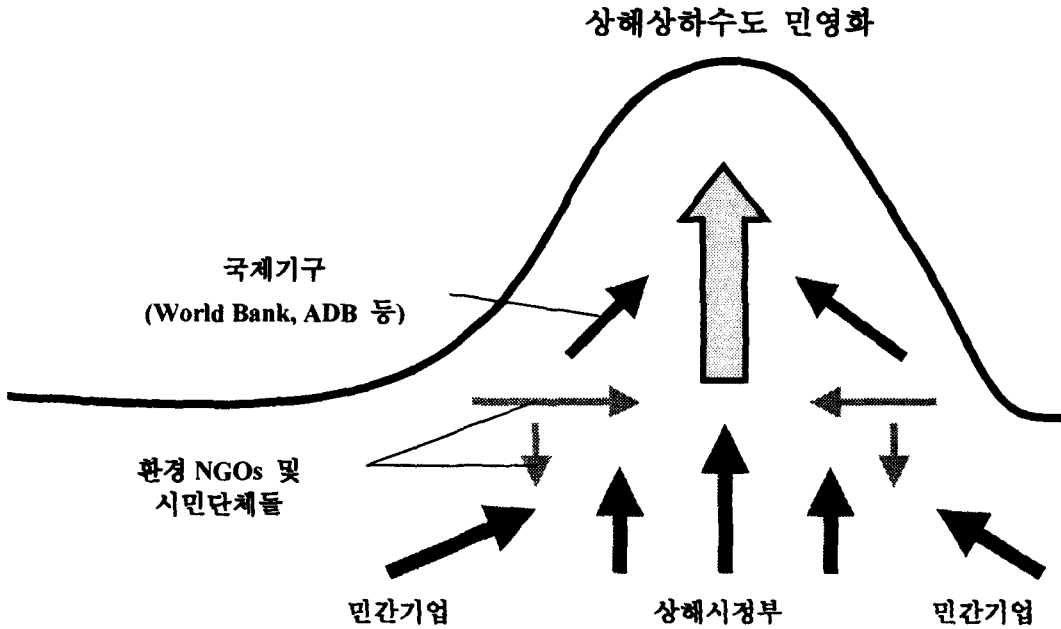 상해상하수도 민영화
국제기구
(World Bank, ADB 등)
환경 NGOs 및
시민단체들
민간기업
상해시정부
민간기업